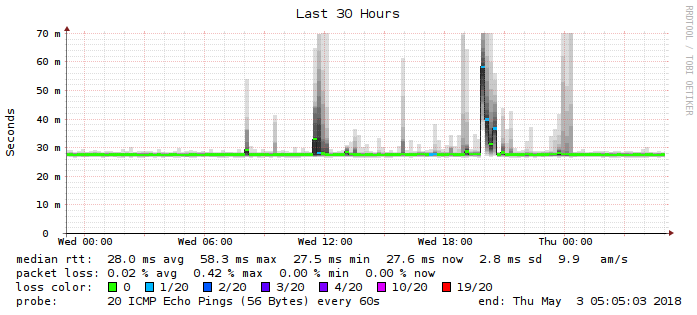 Last 30 Hours
RRDTOOL / TOBI OETIKER
Seconds
70 m
60 m
50 m
40 m
30 m
20 m
10 m
0
Wed 00:00 Wed 06:00 Wed 12:00 Wed 18:00 Thu 00:00
median rtt: 28.0 ms avg 58.3 ms max 27.5 ms min 27.6 ms now 2.8 ms sd 9.9 am/s
packet loss: 0.02 % avg 0.42 % max 0.00 % min 0.00 % now
loss color: 0 1/20 2/20 3/20 4/20 10/20 19/20
probe: 20 ICMP Echo Pings (56 Bytes) every 60s end: Thu May 3 05:05:03 2018